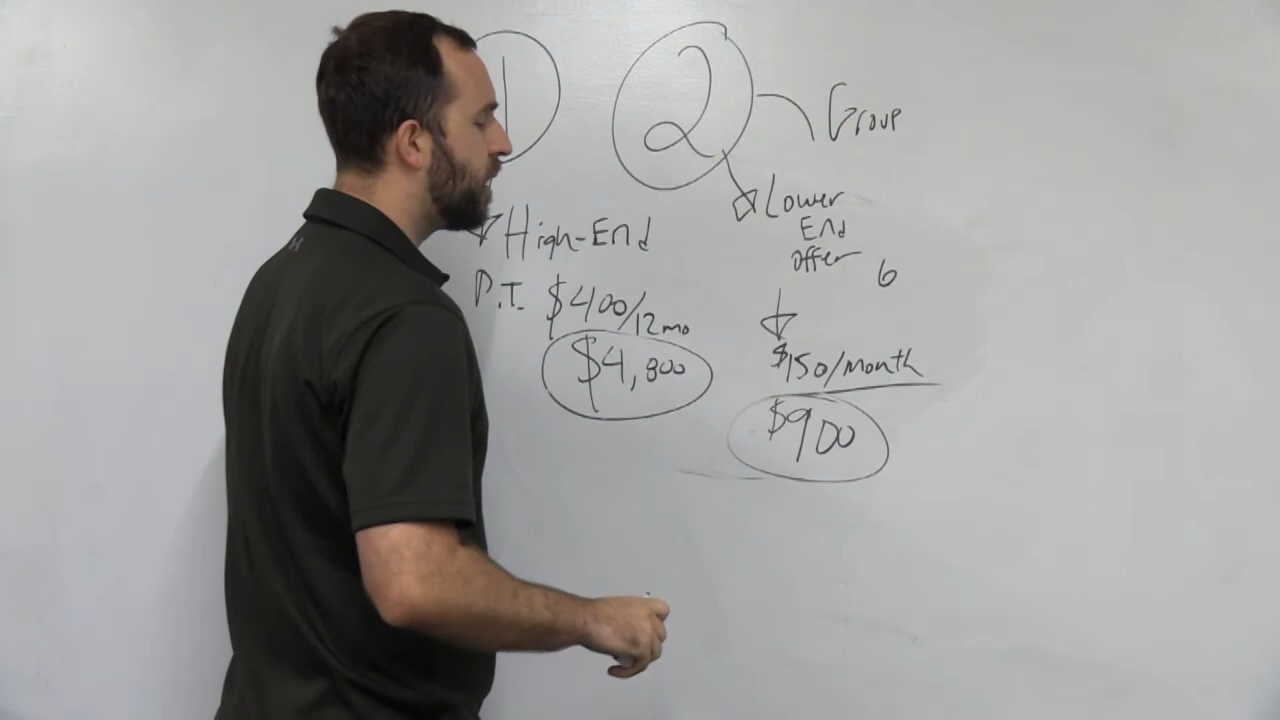 1
2
Group
High-End
P.T. $400/12mo
$4,800
Lower
End
Offer
6
$150/month
$900